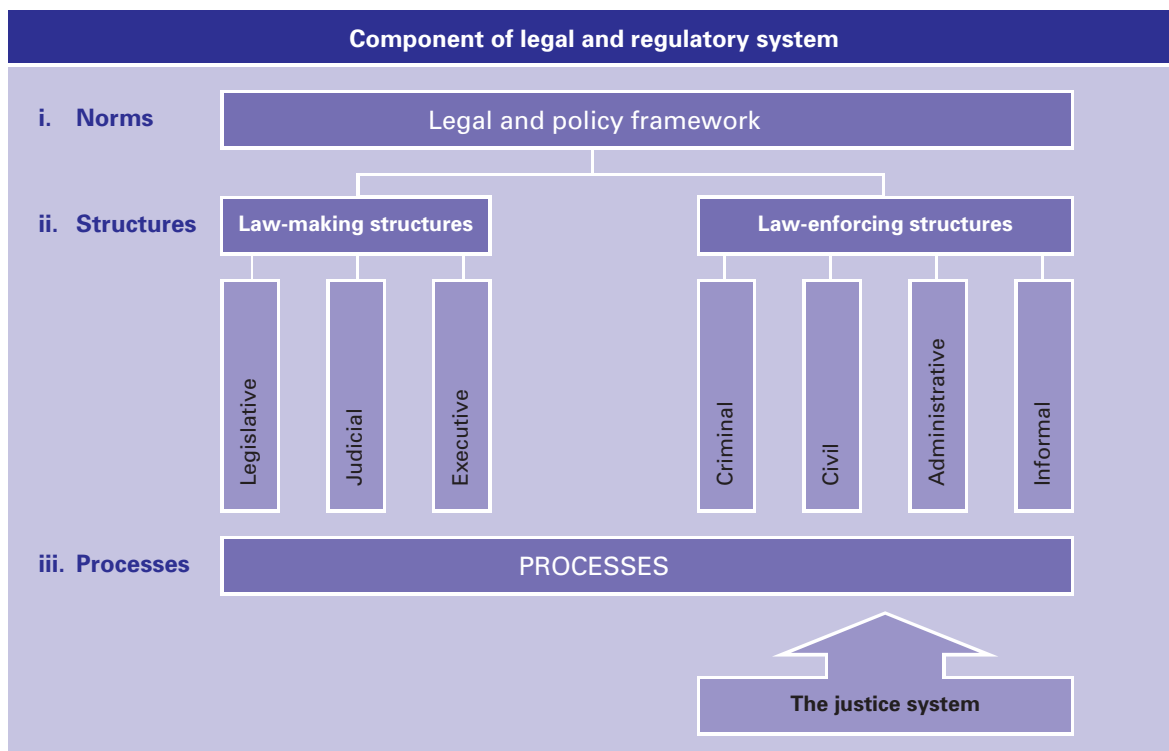 Component of legal and regulatory system
i. Norms
Legal and policy framework
ii. Structures
Law-making structures
Law-enforcing structures
Legislative
Judicial
Executive
Criminal
Civil
Administrative
Informal
iii. Processes
PROCESSES
The justice system